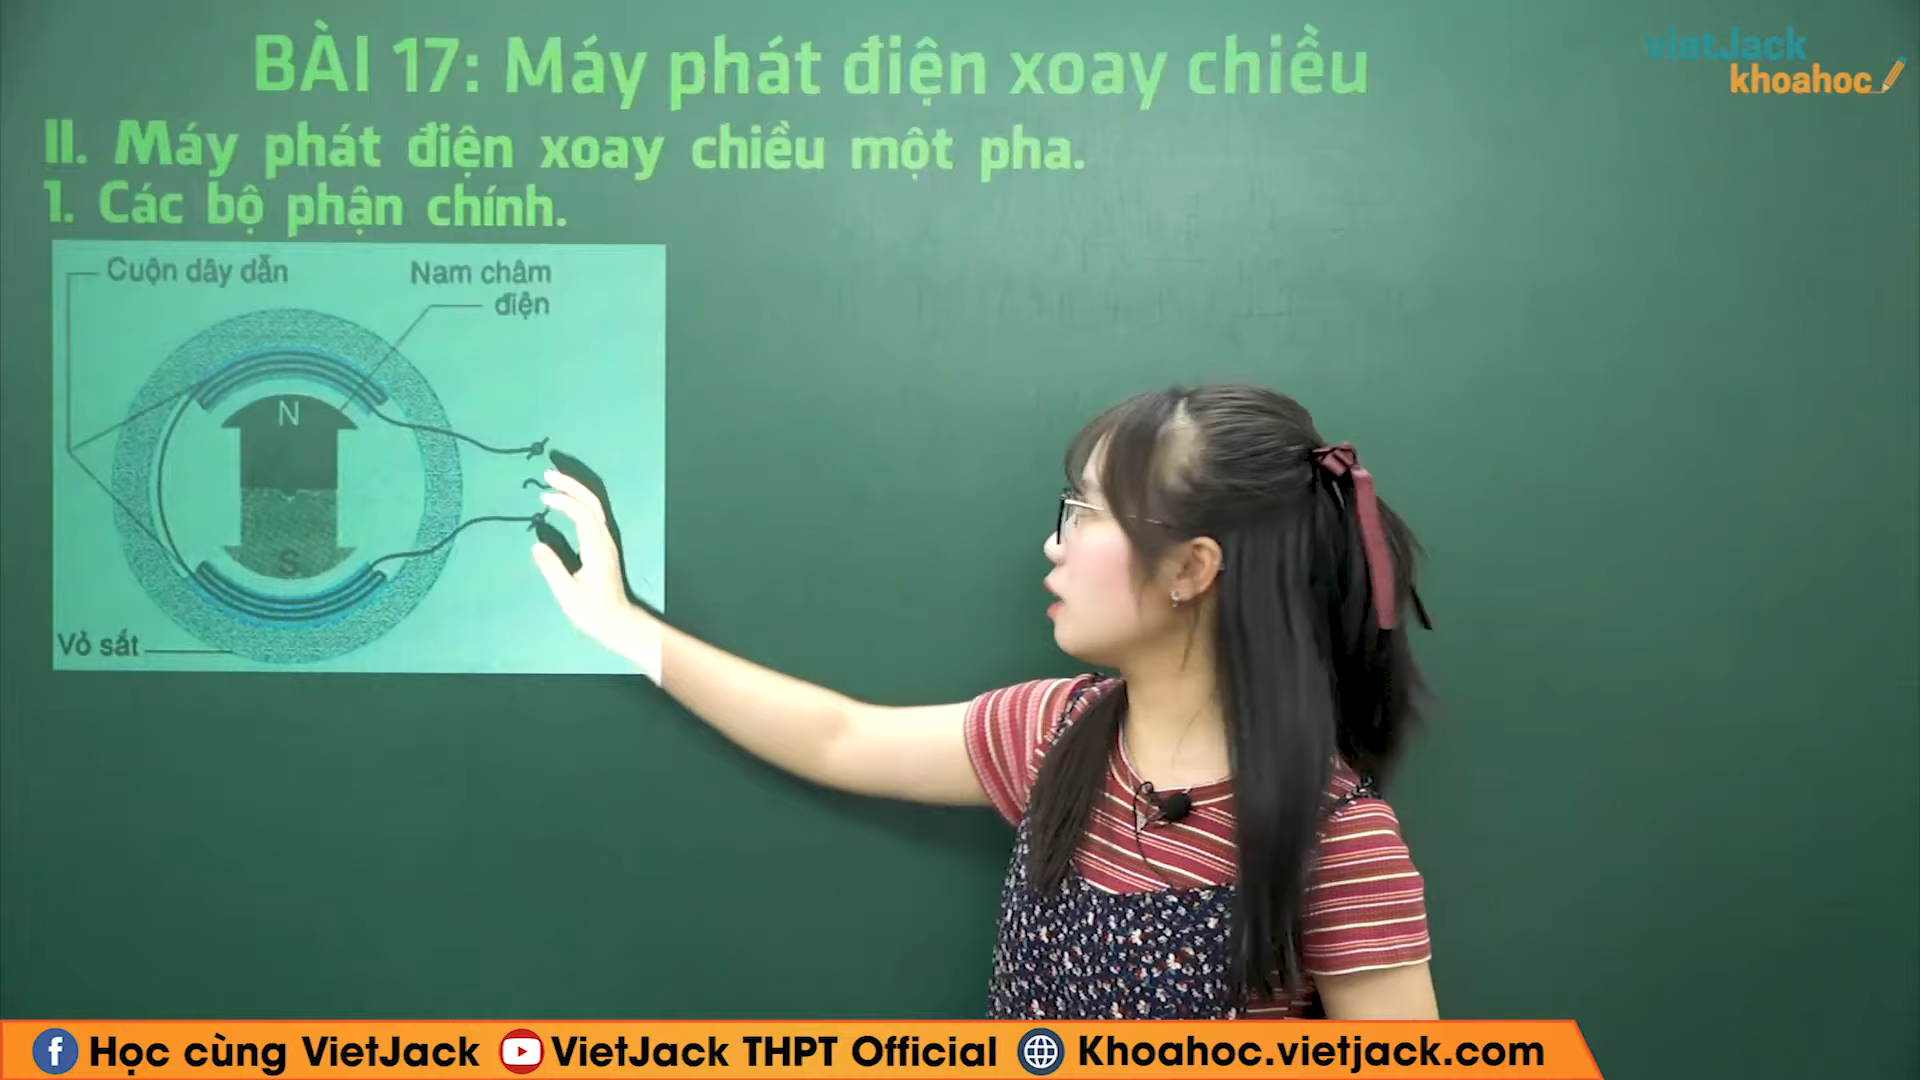 BÀI 17: Máy phát điện xoay chiều
vietJack
khoahoc
II. Máy phát điện xoay chiều một pha.
1. Các bộ phận chính.
Cuộn dây dẫn
Nam châm
điện
N
~
S
Vỏ sắt
Học cùng VietJack
VietJack THPT Official
Khoahoc.vietjack.com